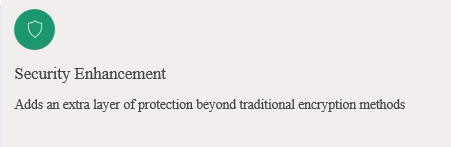 Security Enhancement
Adds an extra layer of protection beyond traditional encryption methods